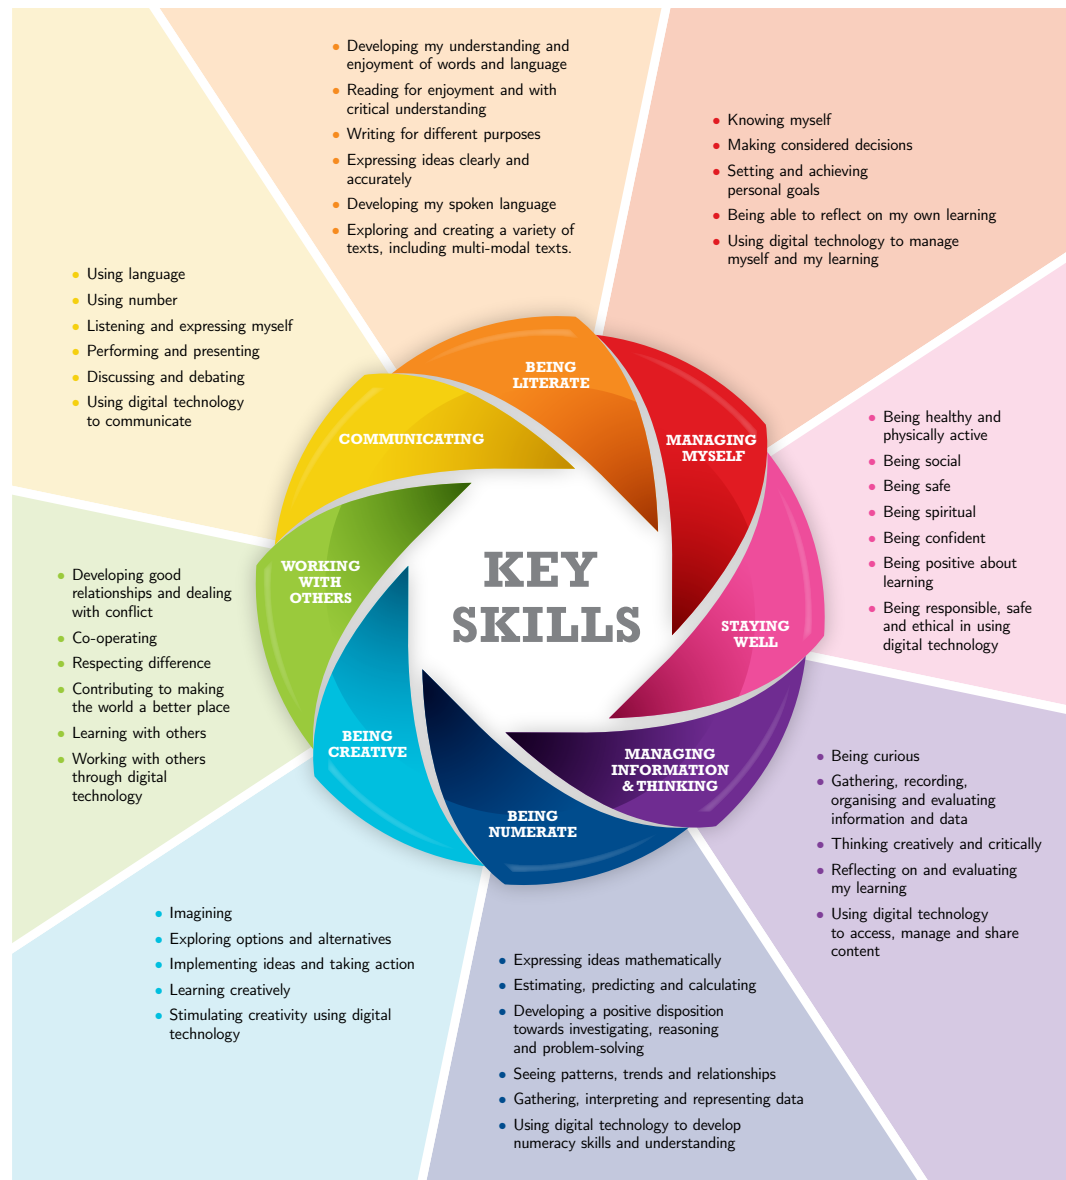 • Developing my understanding and
enjoyment of words and language
• Reading for enjoyment and with
critical understanding
• Writing for different purposes
• Expressing ideas clearly and
accurately
• Developing my spoken language
• Exploring and creating a variety of
texts, including multi-modal texts.
• Knowing myself
• Making considered decisions
• Setting and achieving
personal goals
• Being able to reflect on my own learning
• Using digital technology to manage
myself and my learning
• Using language
• Using number
• Listening and expressing myself
• Performing and presenting
• Discussing and debating
• Using digital technology
to communicate
• Being healthy and
physically active
• Being social
• Being safe
• Being spiritual
• Being confident
• Being positive about
learning
• Being responsible, safe
and ethical in using
digital technology
BEING
LITERATE
COMMUNICATING
MANAGING
MYSELF
WORKING
WITH
OTHERS
KEY
SKILLS
STAYING
WELL
BEING
CREATIVE
MANAGING
INFORMATION
& THINKING
BEING
NUMERATE
• Developing good
relationships and dealing
with conflict
• Co-operating
• Respecting difference
• Contributing to making
the world a better place
• Learning with others
• Working with others
through digital
technology
• Being curious
• Gathering, recording,
organising and evaluating
information and data
• Thinking creatively and critically
• Reflecting on and evaluating
my learning
• Using digital technology
to access, manage and share
content
• Imagining
• Exploring options and alternatives
• Implementing ideas and taking action
• Learning creatively
• Stimulating creativity using digital
technology
• Expressing ideas mathematically
• Estimating, predicting and calculating
• Developing a positive disposition
towards investigating, reasoning
and problem-solving
• Seeing patterns, trends and relationships
• Gathering, interpreting and representing data
• Using digital technology to develop
numeracy skills and understanding